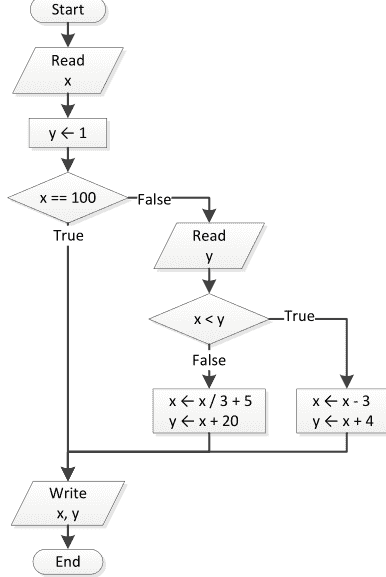 Start
Read
x
y ← 1
x == 100
False
True
Read
y
x < y
True
False
x ← x / 3 + 5
y ← x + 20
x ← x - 3
y ← x + 4
Write
x, y
End